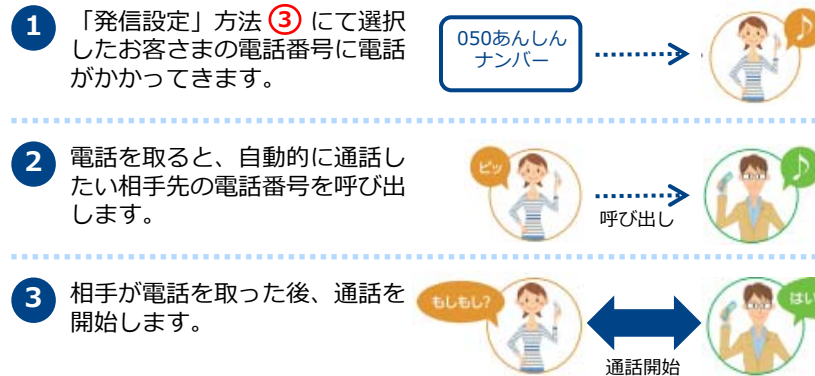 1
「発信設定」方法 ③ にて選択
したお客さまの電話番号に電話
がかかってきます。
050あんしん
ナンバー
♪
2
電話を取ると、自動的に通話し
たい相手先の電話番号を呼び出
します。
ピッ
呼び出し
♪
3
相手が電話を取った後、通話を
開始します。
もしもし?
はい
通話開始